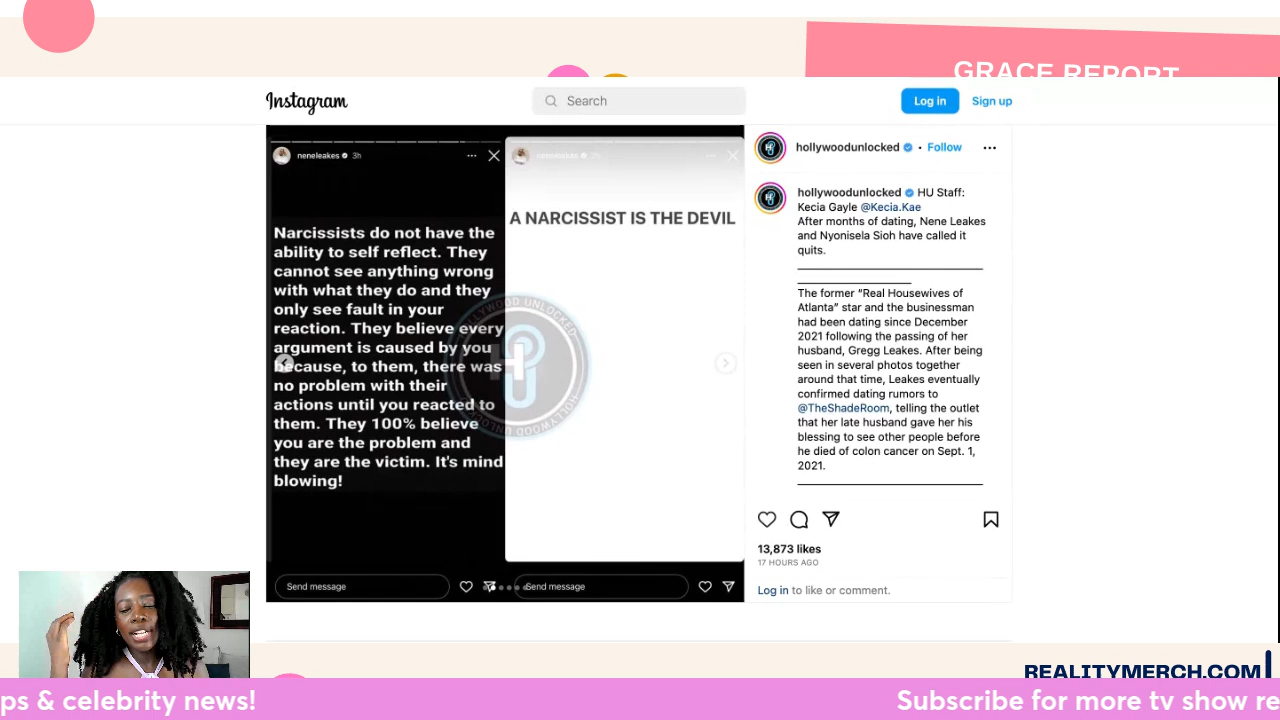 GRACE REPORT
Instagram
Search
Log in
Sign up
neneleakes 3h
Narcissists do not have the
ability to self reflect. They
cannot see anything wrong
with what they do and they
only see fault in your
reaction. They believe every
argument is caused by you
because, to them, there was
no problem with their
actions until you reacted to
them. They 100% believe
you are the problem and
they are the victim. It's mind
blowing!
Send message
neneleakes 2h
A NARCISSIST IS THE DEVIL
Send message
HOLLYWOOD UNLOCKED
HOLLYWOOD UNLOCKED
HU
hollywoodunlocked • Follow
hollywoodunlocked HU Staff:
Kecia Gayle @Kecia.Kae
After months of dating, Nene Leakes
and Nyonisela Sioh have called it
quits.
The former “Real Housewives of
Atlanta” star and the businessman
had been dating since December
2021 following the passing of her
husband, Gregg Leakes. After being
seen in several photos together
around that time, Leakes eventually
confirmed dating rumors to
@TheShadeRoom, telling the outlet
that her late husband gave her his
blessing to see other people before
he died of colon cancer on Sept. 1,
2021.
13,873 likes
17 HOURS AGO
Log in to like or comment.
REALITYMERCH.COM
ps & celebrity news!
Subscribe for more tv show re